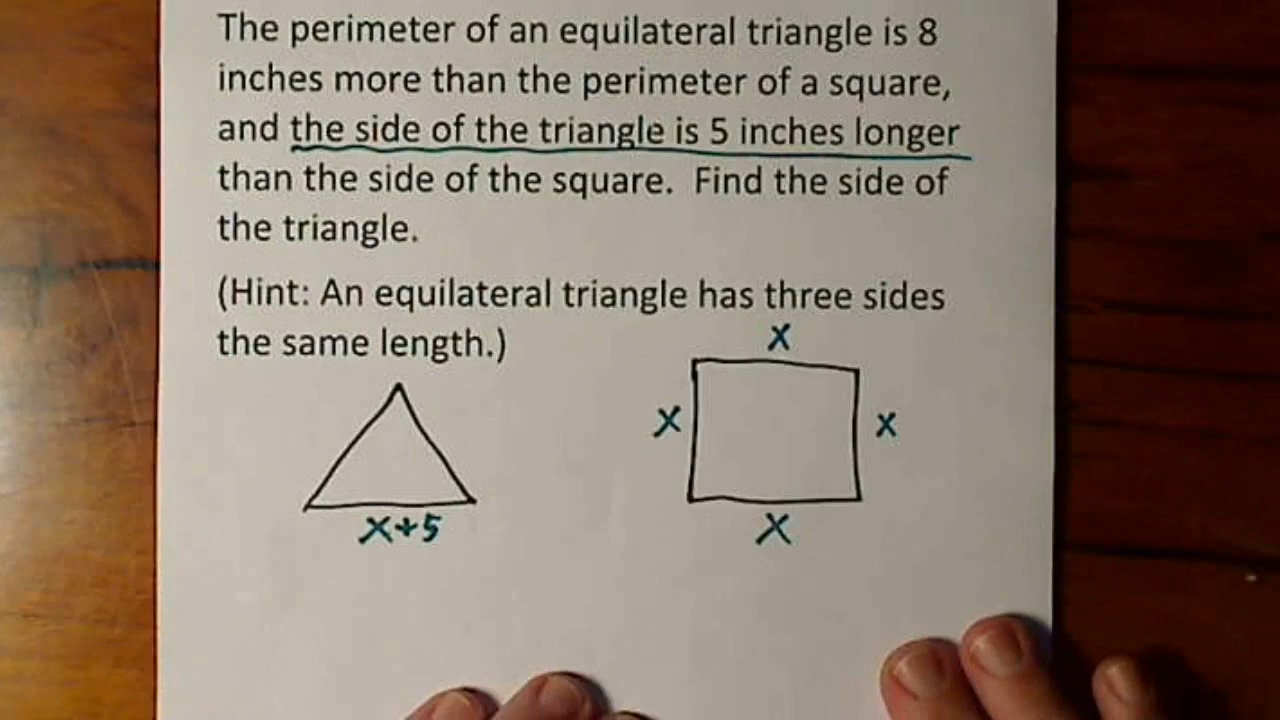 The perimeter of an equilateral triangle is 8
inches more than the perimeter of a square,
and the side of the triangle is 5 inches longer
than the side of the square. Find the side of
the triangle.
(Hint: An equilateral triangle has three sides
the same length.)
x
x
x
x+5
x